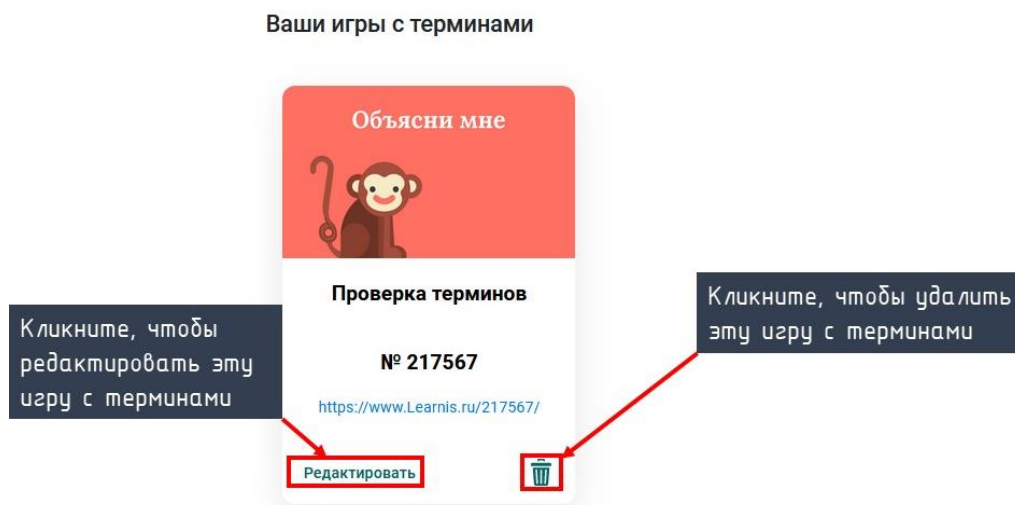 Ваши игры с терминами
Объясни мне
Проверка терминов
№ 217567
https://www.Learnis.ru/217567/
Редактировать
Кликните, чтобы
редактировать эту
игру с терминами
Кликните, чтобы удалить
эту игру с терминами